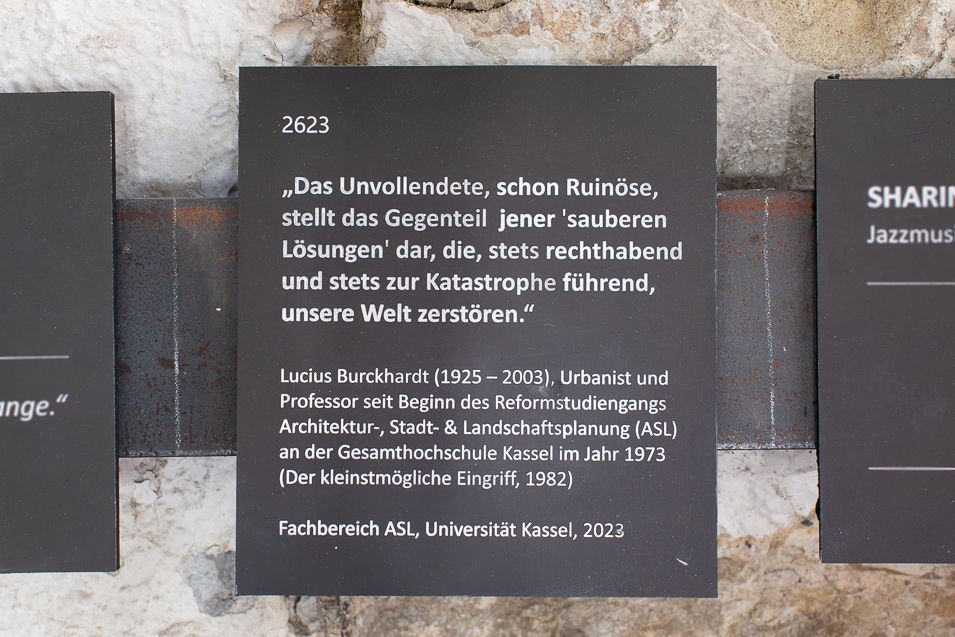 2623
„Das Unvollendete, schon Ruinöse,
stellt das Gegenteil jener 'sauberen
Lösungen' dar, die, stets rechthabend
und stets zur Katastrophe führend,
unsere Welt zerstören.“
Lucius Burckhardt (1925 – 2003), Urbanist und
Professor seit Beginn des Reformstudiengangs
Architektur-, Stadt- & Landschaftsplanung (ASL)
an der Gesamthochschule Kassel im Jahr 1973
(Der kleinstmögliche Eingriff, 1982)
Fachbereich ASL, Universität Kassel, 2023
ange.“
SHARIN
Jazzmusi